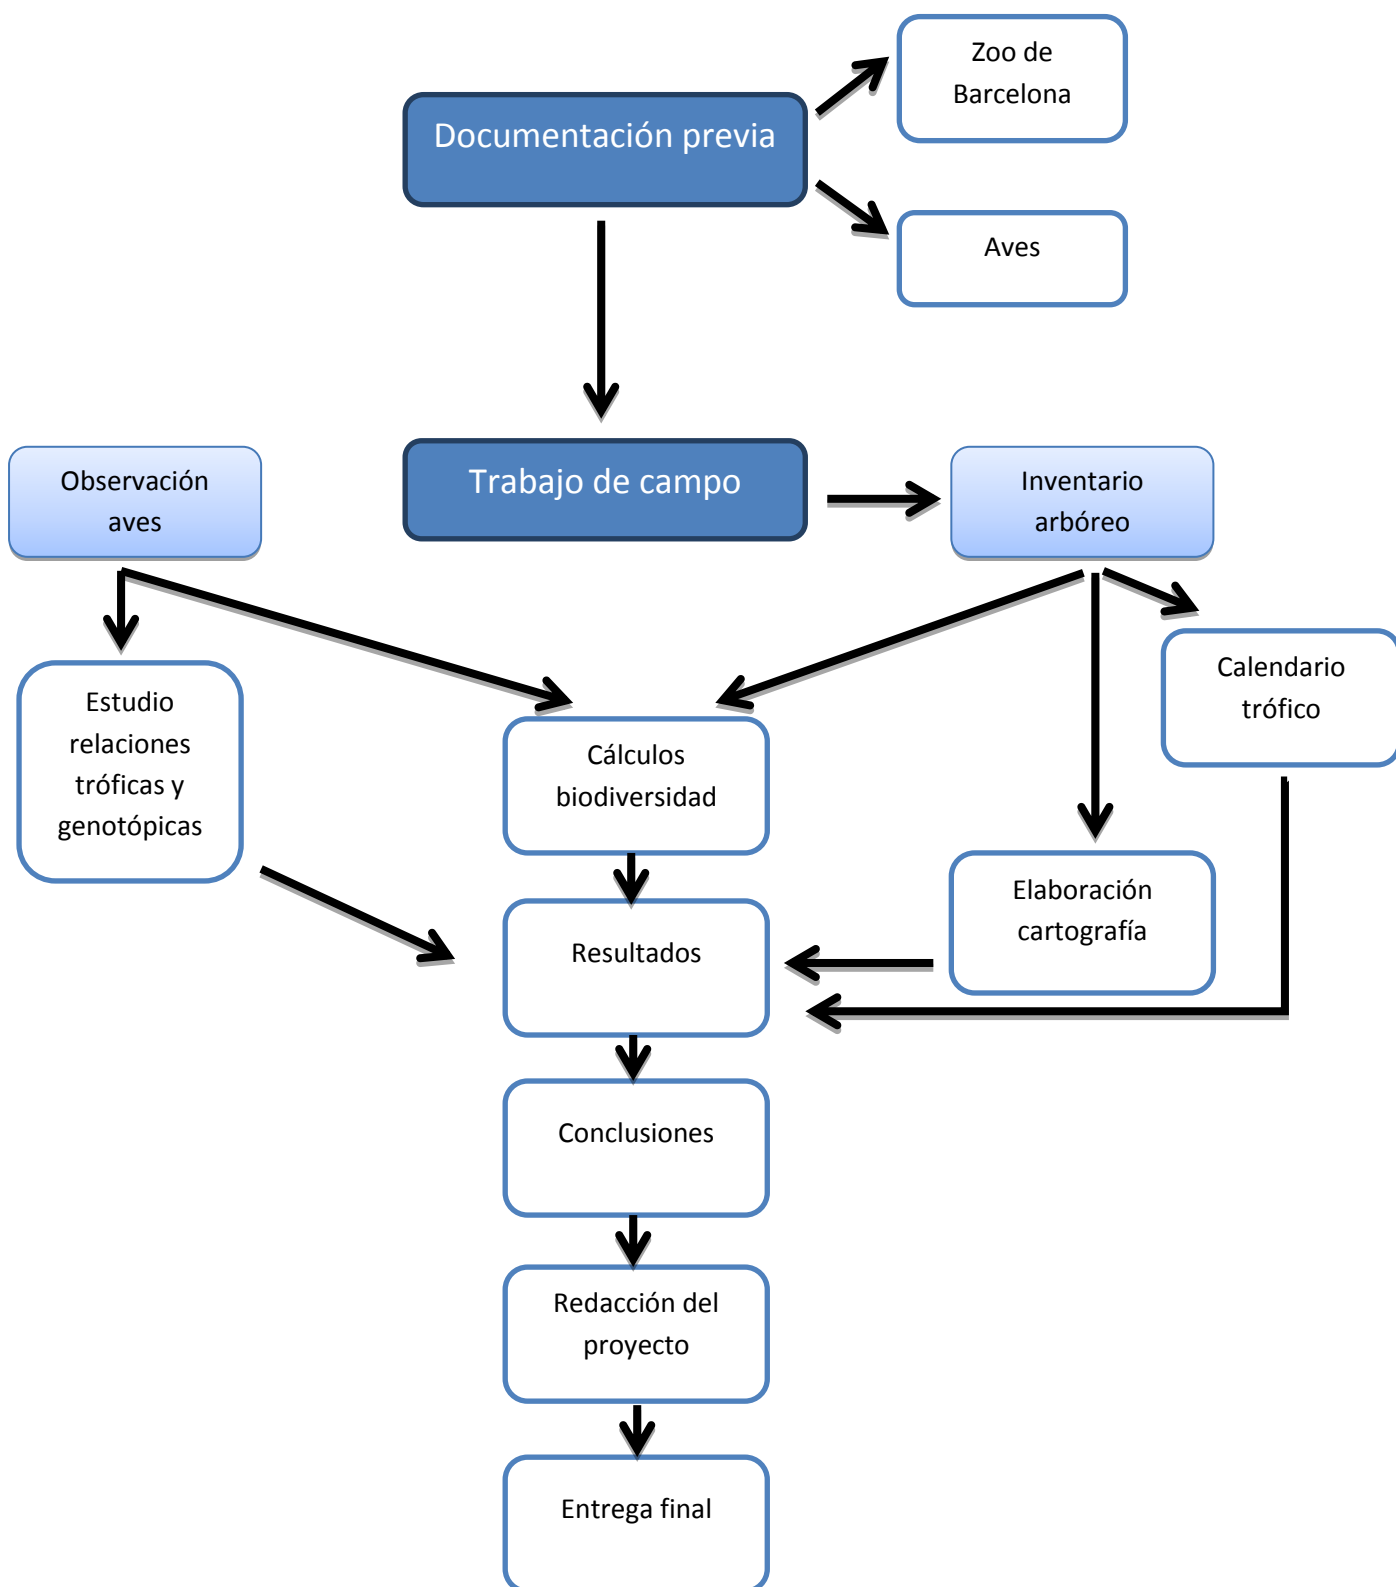 Zoo de
Barcelona
Documentación previa
Aves
Observación
aves
Trabajo de campo
Inventario
arbóreo
Estudio
relaciones
tróficas y
genotópicas
Cálculos
biodiversidad
Calendario
trófico
Elaboración
cartografía
Resultados
Conclusiones
Redacción del
proyecto
Entrega final